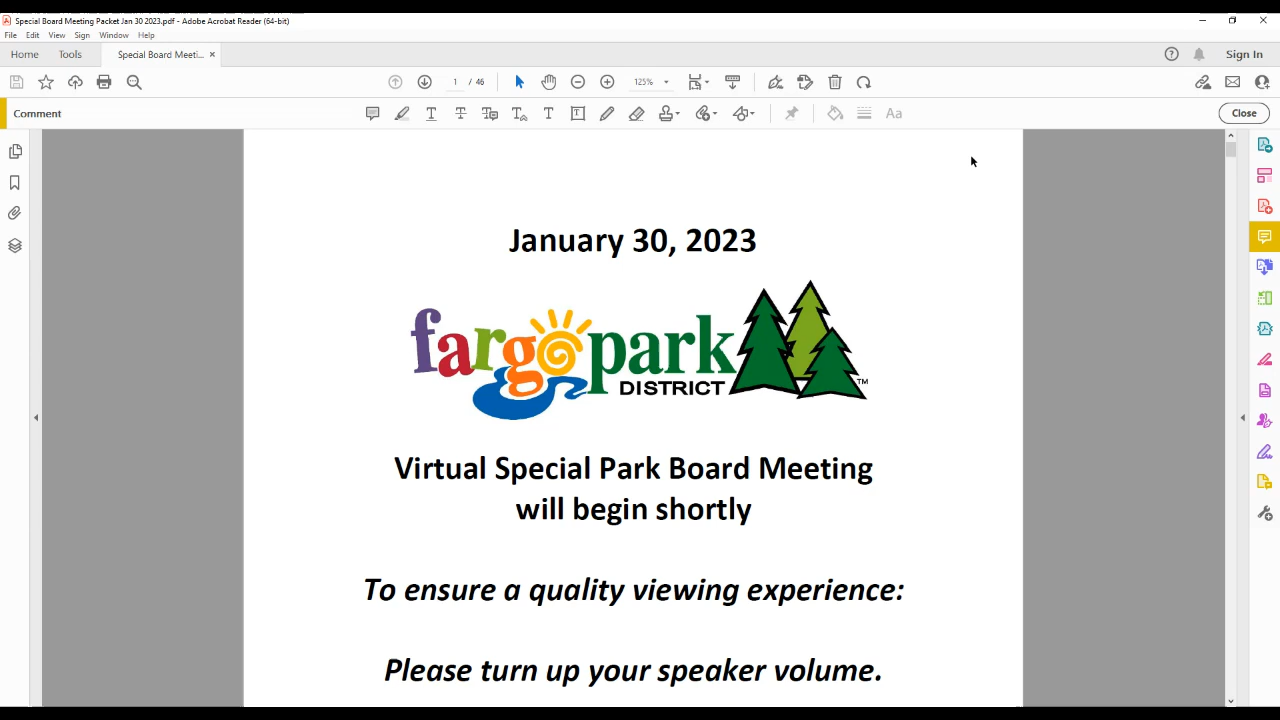 Special Board Meeting Packet Jan 30 2023.pdf - Adobe Acrobat Reader (64-bit)
File Edit View Sign Window Help
Home Tools Special Board Meeti... × Sign In
1 / 46 125%
Comment Aa Close
January 30, 2023
fargo park
DISTRICT ™
Virtual Special Park Board Meeting
will begin shortly
To ensure a quality viewing experience:
Please turn up your speaker volume.